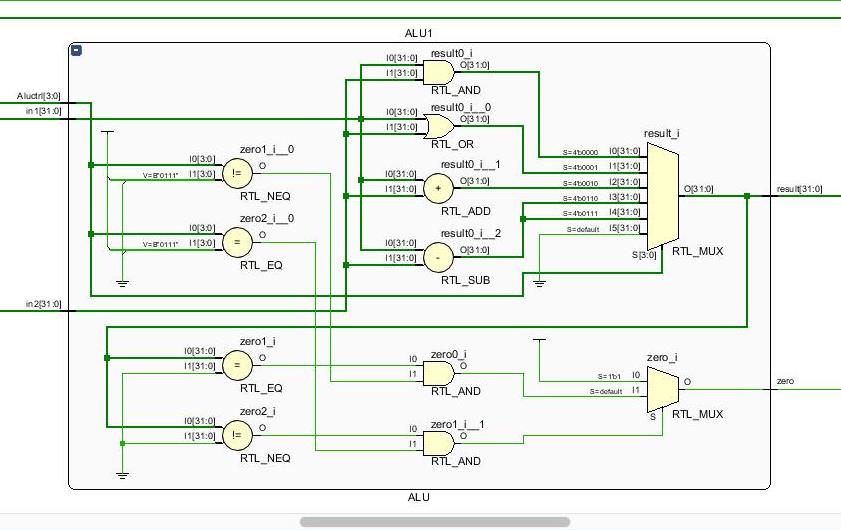 ALU1
result0_i
I0[31:0]
I1[31:0]
O[31:0]
RTL_AND
Aluctrl[3:0]
in1[31:0]
result0_i__0
I0[31:0]
I1[31:0]
O[31:0]
RTL_OR
zero1_i__0
I0[3:0]
V=B"0111"
I1[3:0]
!=
O
RTL_NEQ
result0_i__1
I0[31:0]
I1[31:0]
+
O[31:0]
RTL_ADD
result_i
S=4'b0000
I0[31:0]
S=4'b0001
I1[31:0]
S=4'b0010
I2[31:0]
S=4'b0110
I3[31:0]
S=4'b0111
I4[31:0]
S=default
I5[31:0]
O[31:0]
result[31:0]
S[3:0]
RTL_MUX
zero2_i__0
I0[3:0]
V=B"0111"
I1[3:0]
=
O
RTL_EQ
result0_i__2
I0[31:0]
I1[31:0]
-
O[31:0]
RTL_SUB
in2[31:0]
zero1_i
I0[31:0]
I1[31:0]
=
O
RTL_EQ
zero0_i
I0
I1
O
RTL_AND
zero_i
S=1'b1
I0
S=default
I1
O
zero
S
RTL_MUX
zero2_i
I0[31:0]
I1[31:0]
!=
O
RTL_NEQ
zero1_i__1
I0
I1
O
RTL_AND
ALU